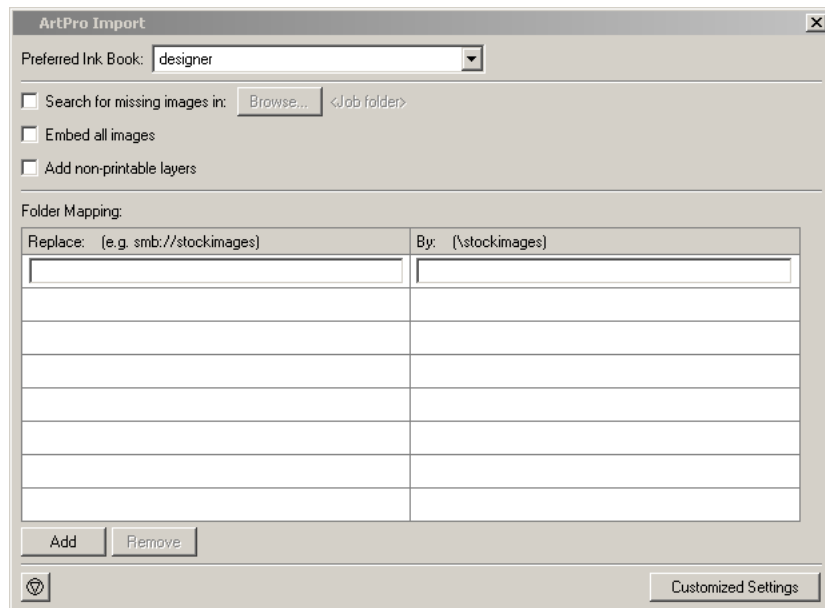 ArtPro Import
Preferred Ink Book: designer
Search for missing images in: Browse... <Job folder>
Embed all images
Add non-printable layers
Folder Mapping:
Replace: (e.g. smb://stockimages) By: (\stockimages)
Add Remove
Customized Settings